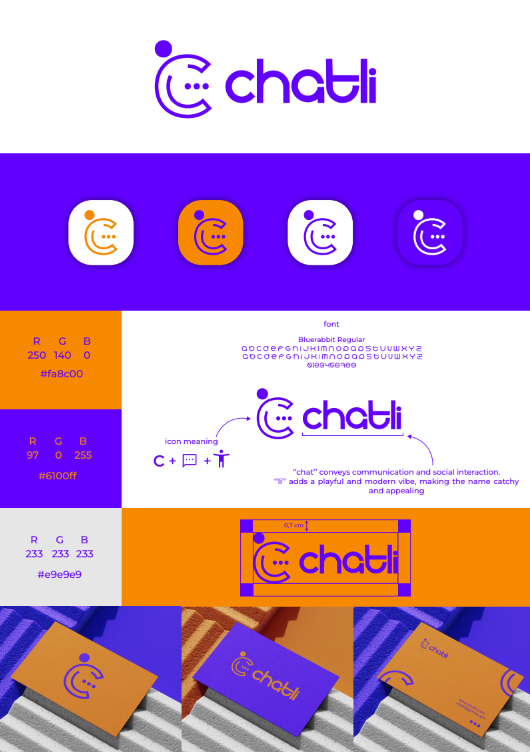 chatli
R G B
250 140 0
#fa8c00
font
Bluerabbit Regular
0123456789
R G B
97 0 255
#6100ff
icon meaning
C + +
chatli
"chat" conveys communication and social interaction.
"li" adds a playful and modern vibe, making the name catchy
and appealing
R G B
233 233 233
#e9e9e9
0,7 cm
chatli
chatli
chatli